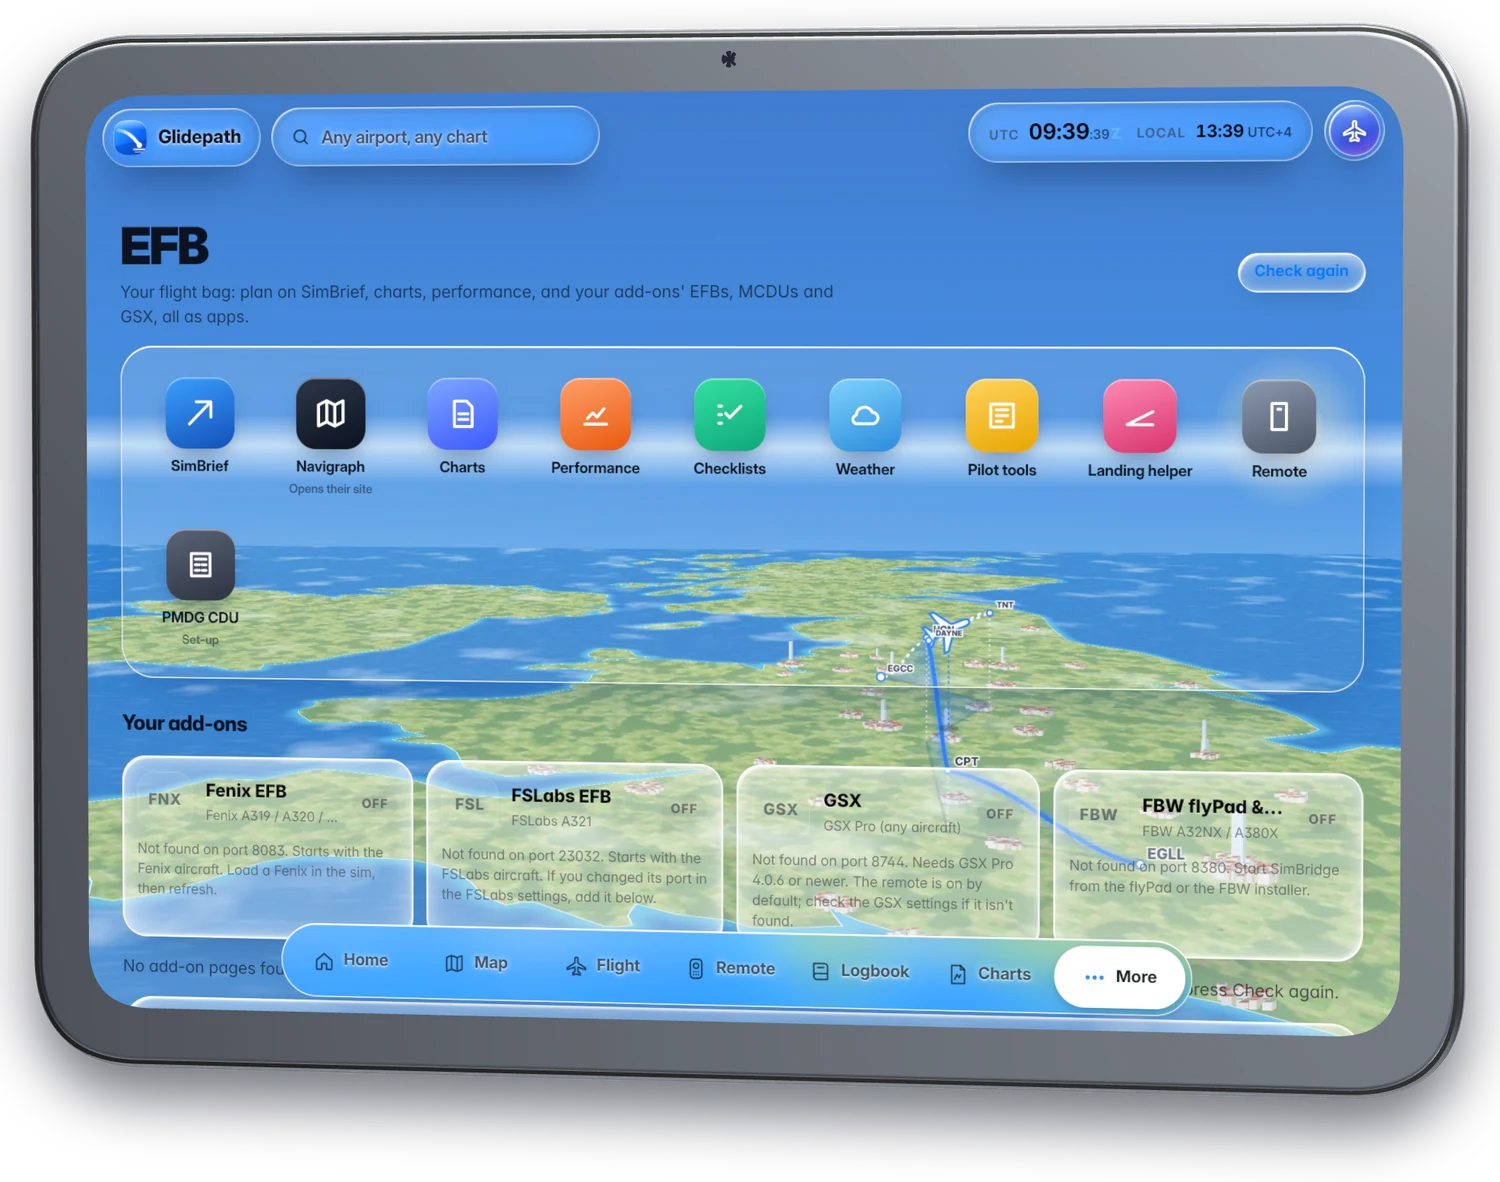 Glidepath
Any airport, any chart
UTC 09:39:39Z LOCAL 13:39 UTC+4
EFB
Check again
Your flight bag: plan on SimBrief, charts, performance, and your add-ons' EFBs, MCDUs and
GSX, all as apps.
SimBrief
Navigraph
Opens their site
Charts
Performance
Checklists
Weather
Pilot tools
Landing helper
Remote
PMDG CDU
Set-up
TNT
DAYNE
EGCC
CPT
EGLL
Your add-ons
FNX
Fenix EFB
Fenix A319 / A320 / ...
OFF
Not found on port 8083. Starts with the
Fenix aircraft. Load a Fenix in the sim,
then refresh.
FSL
FSLabs EFB
FSLabs A321
OFF
Not found on port 23032. Starts with the
FSLabs aircraft. If you changed its port in
the FSLabs settings, add it below.
GSX
GSX
GSX Pro (any aircraft)
OFF
Not found on port 8744. Needs GSX Pro
4.0.6 or newer. The remote is on by
default; check the GSX settings if it isn't
found.
FBW
FBW flyPad &...
FBW A32NX / A380X
OFF
Not found on port 8380. Start SimBridge
from the flyPad or the FBW installer.
No add-on pages
press Check again.
Home
Map
Flight
Remote
Logbook
Charts
More